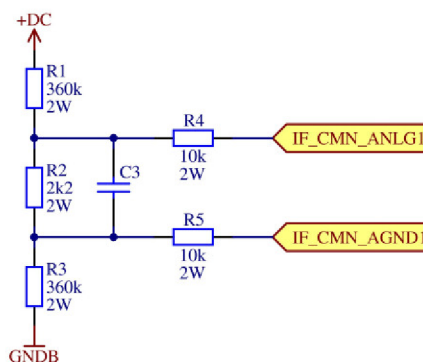 +DC
R1
360k
2W
R4
10k
2W
IF_CMN_ANLG1
R2
2k2
2W
C3
R5
10k
2W
IF_CMN_AGND1
R3
360k
2W
GNDB